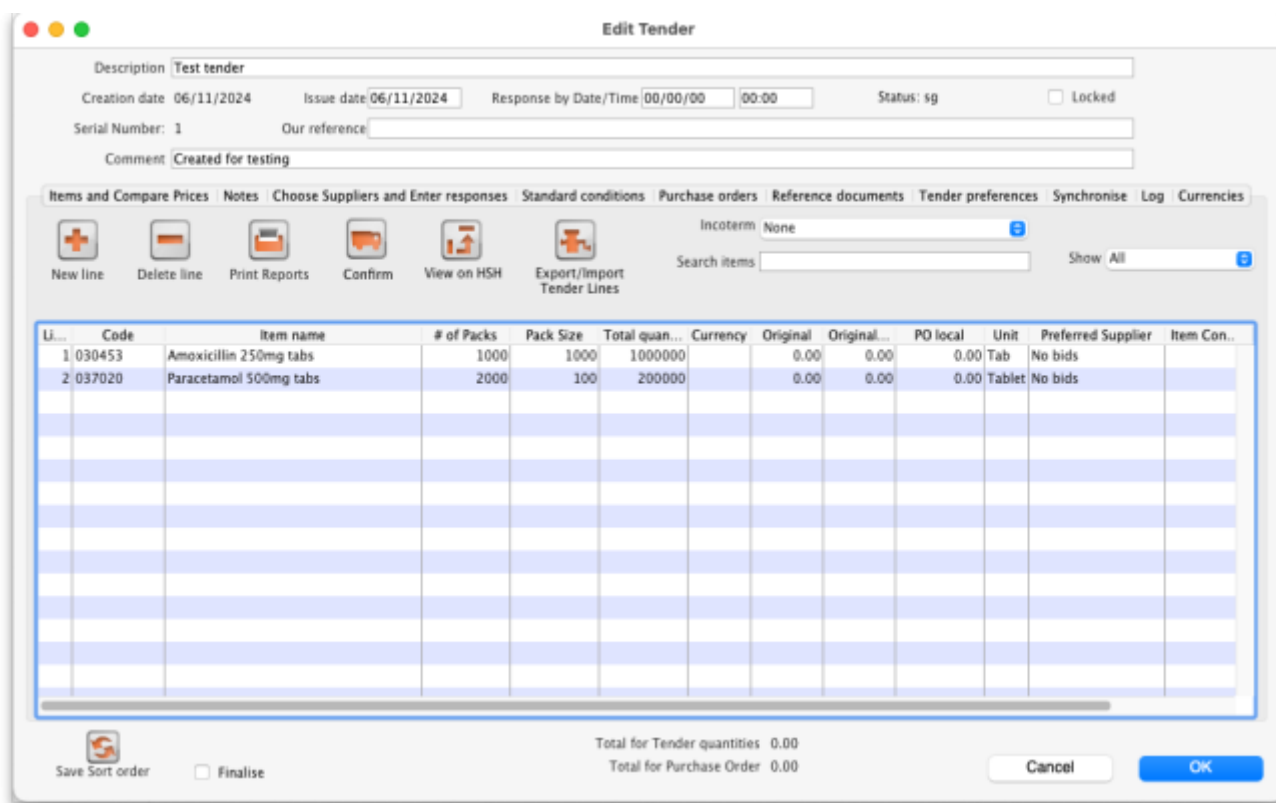 Edit Tender
Description Test tender
Creation date 06/11/2024 Issue date 06/11/2024 Response by Date/Time 00/00/00 00:00 Status: sg Locked
Serial Number: 1 Our reference
Comment Created for testing
Items and Compare Prices Notes Choose Suppliers and Enter responses Standard conditions Purchase orders Reference documents Tender preferences Synchronise Log Currencies
Incoterm None
Search items Show All
New line Delete line Print Reports Confirm View on HSH Export/Import
Tender Lines
Li... Code Item name # of Packs Pack Size Total quan... Currency Original Original... PO local Unit Preferred Supplier Item Con..
1 030453 Amoxicillin 250mg tabs 1000 1000 1000000 0.00 0.00 0.00 Tab No bids
2 037020 Paracetamol 500mg tabs 2000 100 200000 0.00 0.00 0.00 Tablet No bids
Total for Tender quantities 0.00
Total for Purchase Order 0.00
Save Sort order Finalise Cancel OK